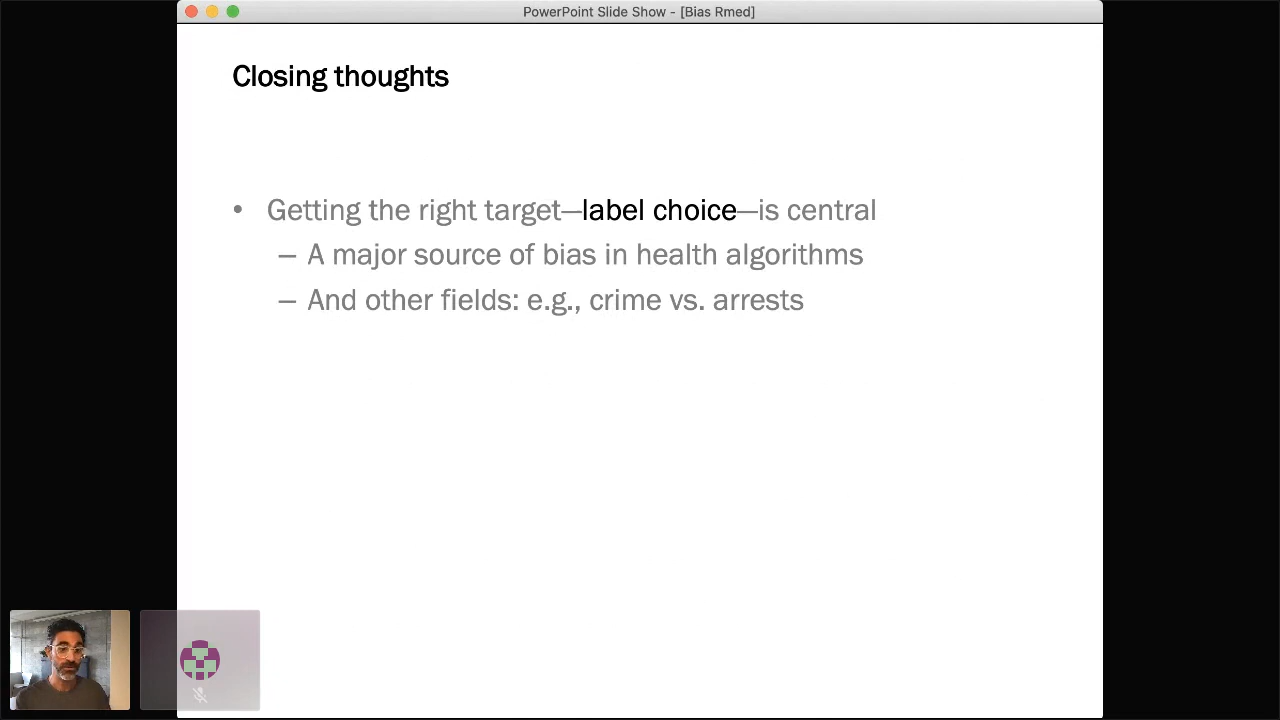 PowerPoint Slide Show - [Bias Rmed]
Closing thoughts
• Getting the right target—label choice—is central
– A major source of bias in health algorithms
– And other fields: e.g., crime vs. arrests